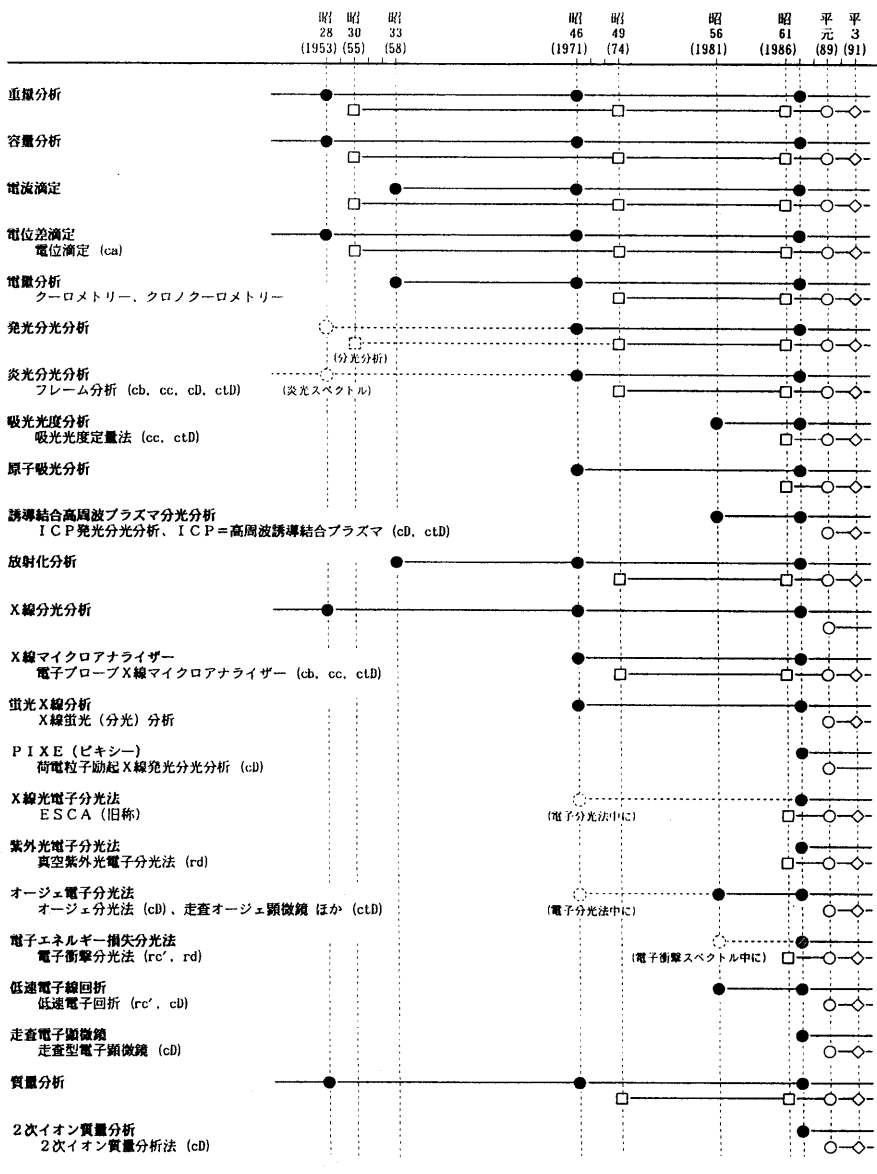 昭 昭 昭 昭 昭 昭 昭 平 平
28 30 33 46 49 56 61 元 3
(1953) (55) (58) (1971) (74) (1981) (1986) (89) (91)
重量分析
容量分析
電流滴定
電位差滴定
電位滴定 (ca)
電量分析
クーロメトリー、クロノクーロメトリー
発光分光分析
(分光分析)
炎光分光分析
フレーム分析 (cb, cc, cD, ctD) (炎光スペクトル)
吸光光度分析
吸光光度定量法 (cc, ctD)
原子吸光分析
誘導結合高周波プラズマ分光分析
ICP発光分光分析、ICP=高周波誘導結合プラズマ (cD, ctD)
放射化分析
X線分光分析
X線マイクロアナライザー
電子プローブX線マイクロアナライザー (cb, cc, ctD)
蛍光X線分析
X線蛍光（分光）分析
PIXE（ピキシー）
荷電粒子励起X線発光分光分析 (cD)
X線光電子分光法
ESCA（旧称） (電子分光法中に)
紫外光電子分光法
真空紫外光電子分光法 (rd)
オージェ電子分光法
オージェ分光法 (cD)、走査オージェ顕微鏡 ほか (ctD) (電子分光法中に)
電子エネルギー損失分光法
電子衝撃分光法 (rc′, rd) (電子衝撃スペクトル中に)
低速電子線回折
低速電子回折 (rc′, cD)
走査電子顕微鏡
走査型電子顕微鏡 (cD)
質量分析
2次イオン質量分析
2次イオン質量分析法 (cD)